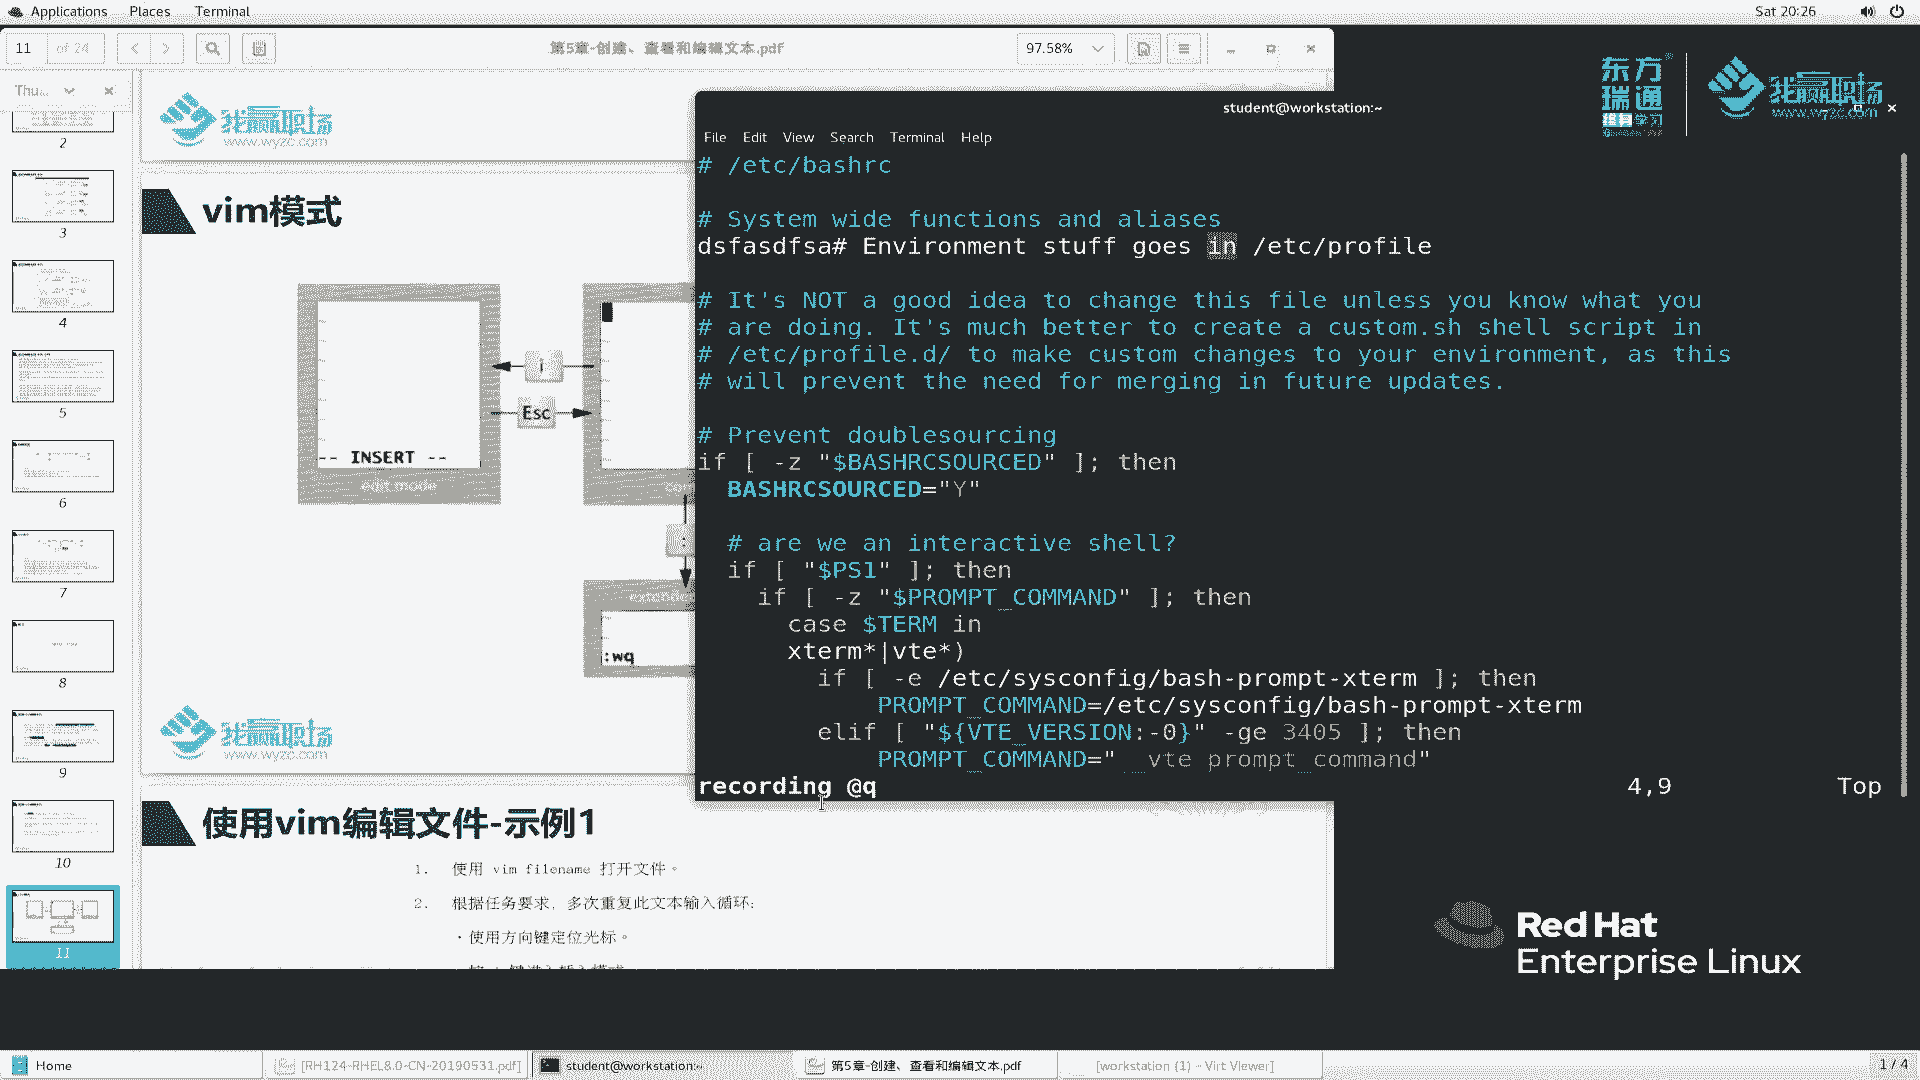 Applications Places Terminal Sat 20:26
11 of 24 第5章-创建、查看和编辑文本.pdf 97.58%
Thu...
2
3
4
5
6
7
8
9
10
11
我赢职场
www.wyzc.com
vim模式
-- INSERT --
edit mode
I
Esc
:
:wq
我赢职场
www.wyzc.com
使用vim编辑文件-示例1
1. 使用 vim filename 打开文件。
2. 根据任务要求，多次重复此文本输入循环:
·使用方向键定位光标。
东方
瑞通
终身学习
我赢职场
www.wyzc.com
student@workstation:~
File Edit View Search Terminal Help
# /etc/bashrc
# System wide functions and aliases
dsfasdfsa# Environment stuff goes in /etc/profile
# It's NOT a good idea to change this file unless you know what you
# are doing. It's much better to create a custom.sh shell script in
# /etc/profile.d/ to make custom changes to your environment, as this
# will prevent the need for merging in future updates.
# Prevent doublesourcing
if [ -z "$BASHRCSOURCED" ]; then
  BASHRCSOURCED="Y"
  # are we an interactive shell?
  if [ "$PS1" ]; then
    if [ -z "$PROMPT_COMMAND" ]; then
      case $TERM in
      xterm*|vte*)
        if [ -e /etc/sysconfig/bash-prompt-xterm ]; then
            PROMPT_COMMAND=/etc/sysconfig/bash-prompt-xterm
        elif [ "${VTE_VERSION:-0}" -ge 3405 ]; then
            PROMPT_COMMAND="__vte_prompt_command"
recording @q 4,9 Top
Red Hat
Enterprise Linux
Home [RH124-RHEL8.0-CN-20190531.pdf] student@workstation:~ 第5章-创建、查看和编辑文本.pdf [workstation (1) - Virt Viewer] 1 / 4